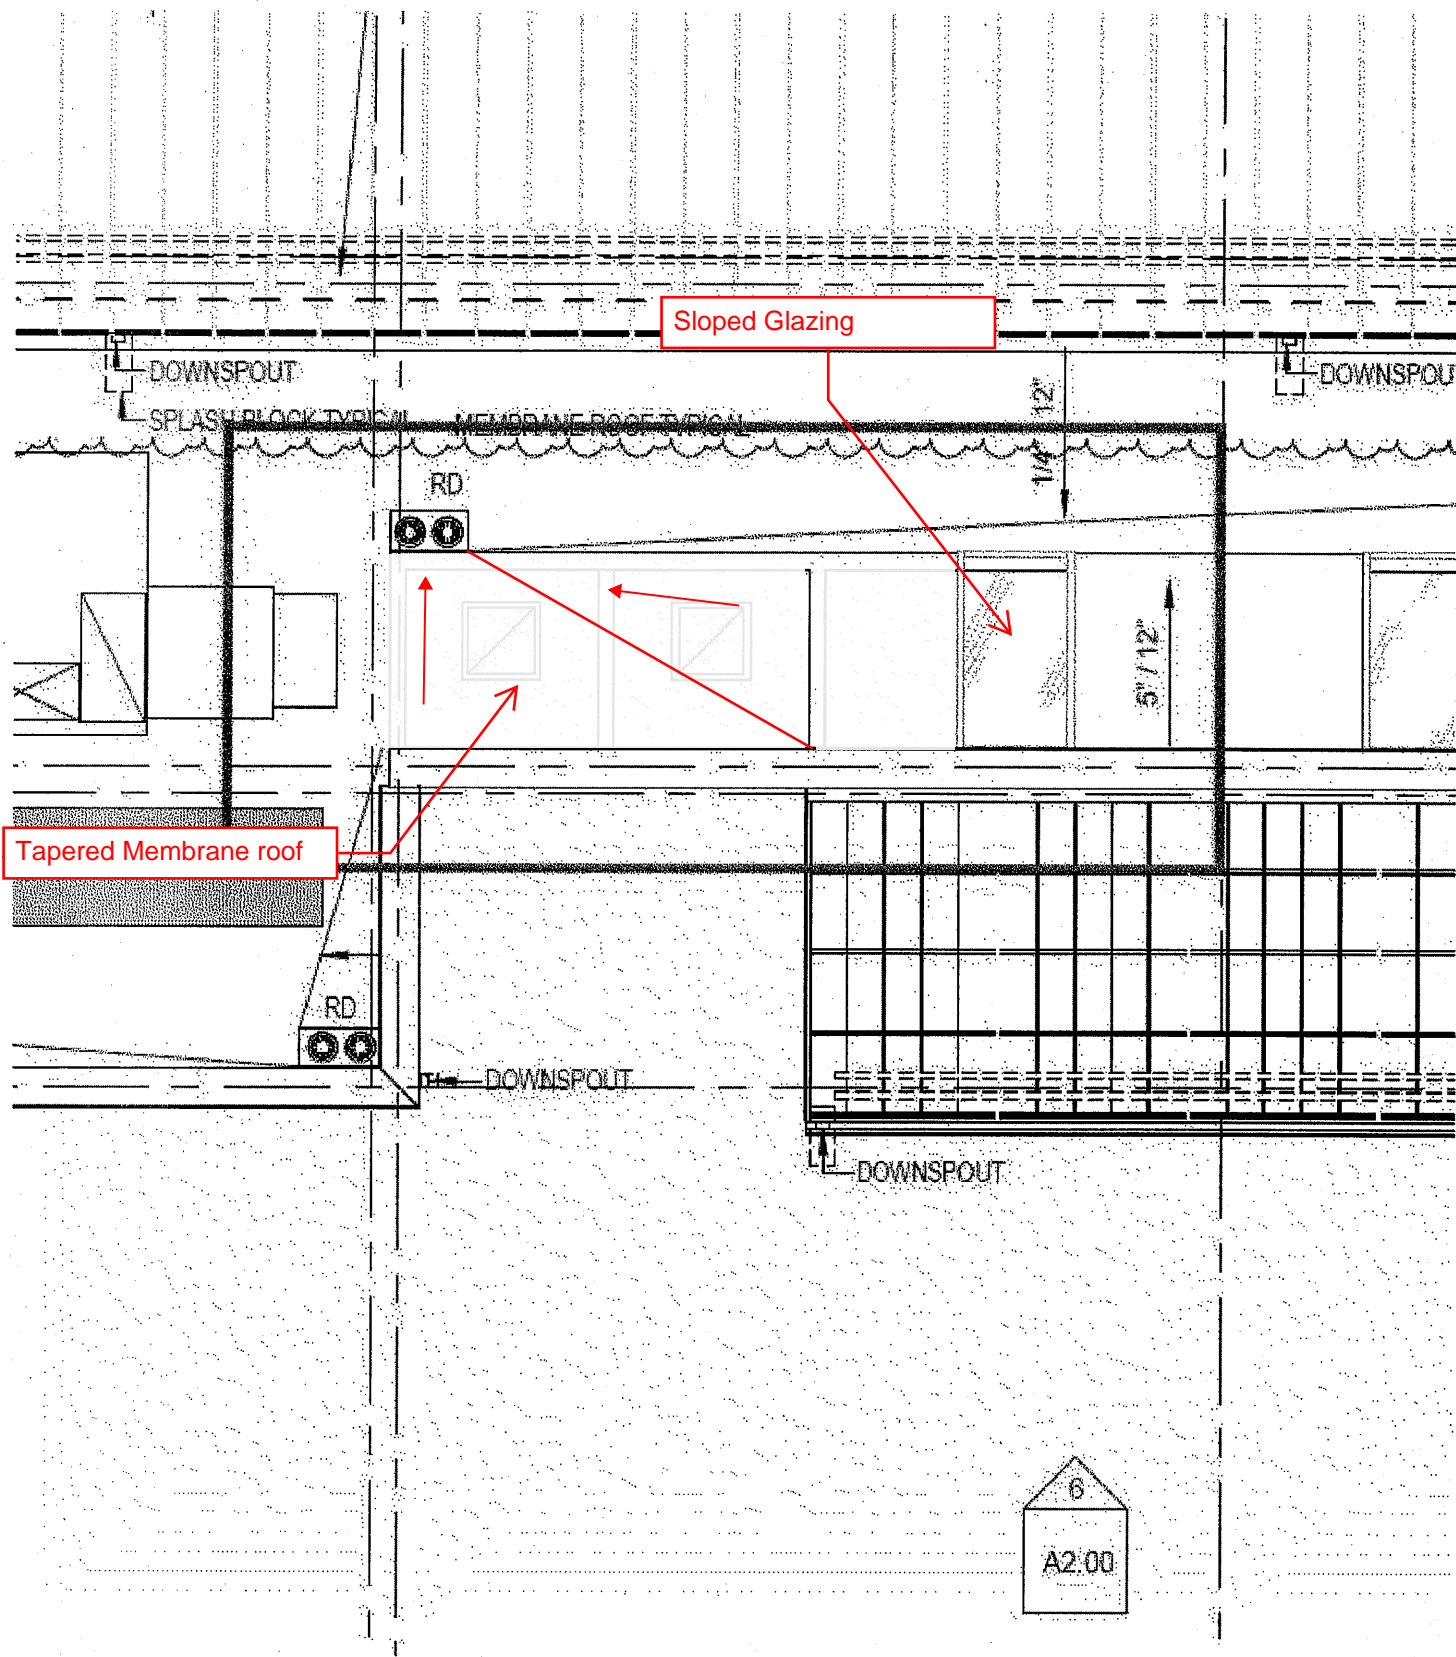 Sloped Glazing
DOWNSPOUT
DOWNSPOU
SPLASH BLOCK TYPICAL
MEMBRANE ROOF TYPICAL
1/4" 12"
RD
5" / 12"
Tapered Membrane roof
RD
DOWNSPOUT
DOWNSPOUT
6
A2.00